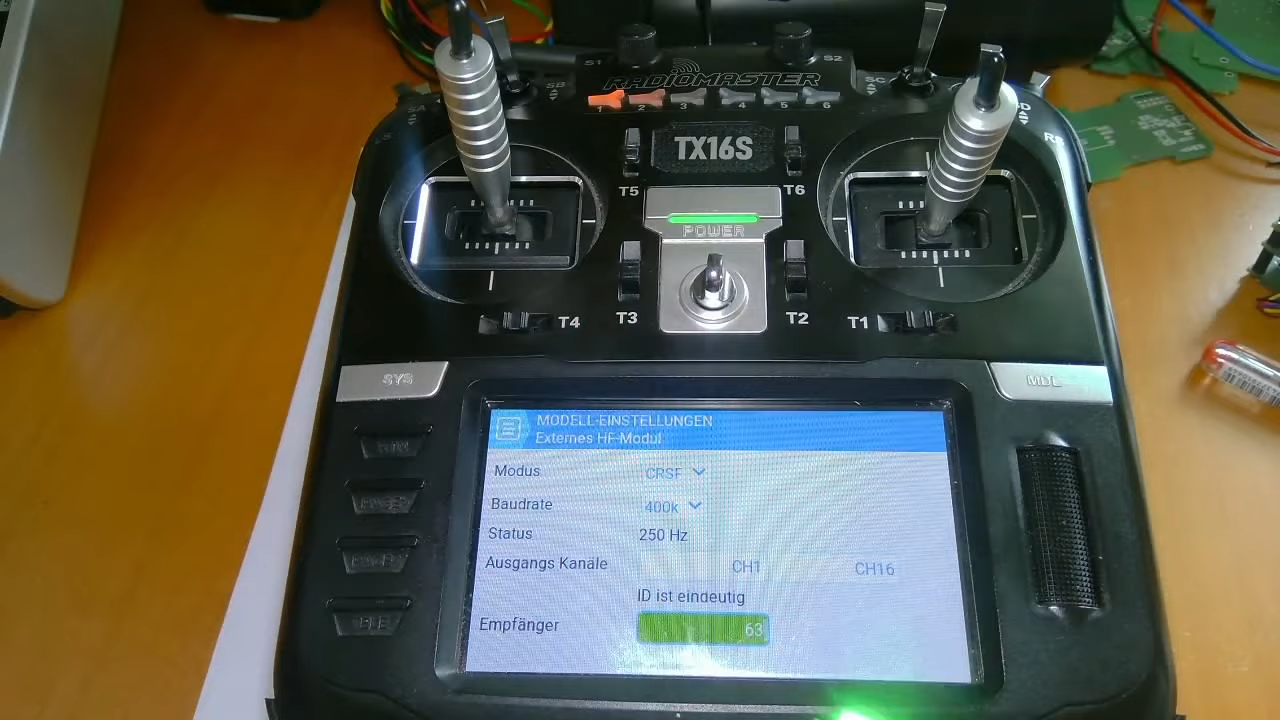 S1
S2
SB
SC
RADIOMASTER
1 2 3 4 5 6
TX16S
T5
T6
POWER
T4
T3
T2
T1
SYS
MDL
MODELL-EINSTELLUNGEN
Externes HF-Modul
Modus CRSF
Baudrate 400k
Status 250 Hz
Ausgangs Kanäle CH1 CH16
ID ist eindeutig
Empfänger 63